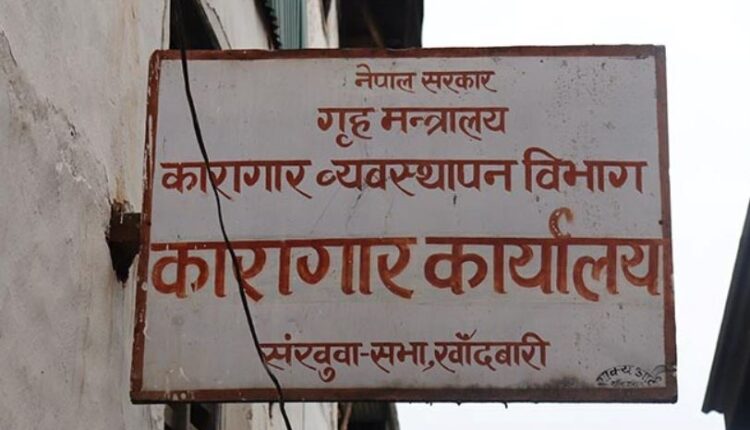 नेपाल सरकार
गृह मन्त्रालय
कारागार व्यबस्थापन विभाग
कारागार कार्यालय
संखुवा-सभा,खाँदबारी